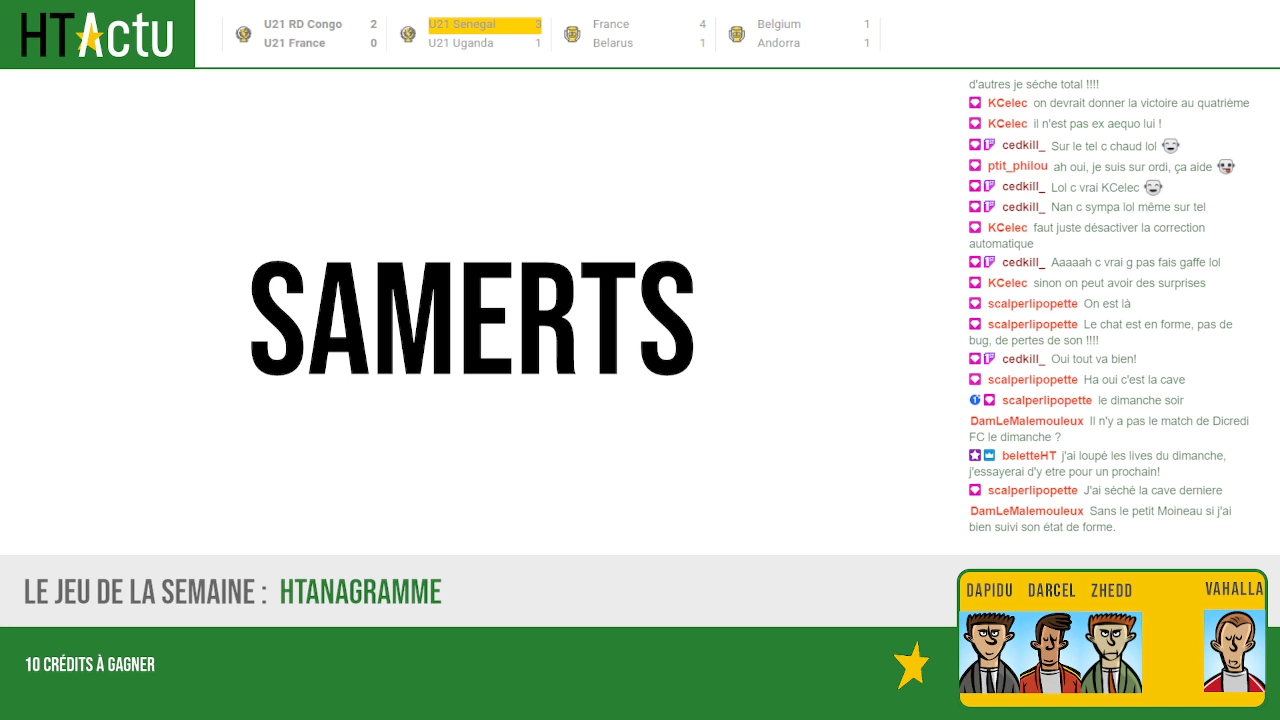 HTActu
U21 RD Congo 2
U21 France 0
U21 Senegal 3
U21 Uganda 1
France 4
Belarus 1
Belgium 1
Andorra 1
SAMERTS
d'autres je sèche total !!!!
KCelec on devrait donner la victoire au quatrième
KCelec il n'est pas ex aequo lui !
cedkill_ Sur le tel c chaud lol
ptit_philou ah oui, je suis sur ordi, ça aide
cedkill_ Lol c vrai KCelec
cedkill_ Nan c sympa lol même sur tel
KCelec faut juste désactiver la correction
automatique
cedkill_ Aaaaah c vrai g pas fais gaffe lol
KCelec sinon on peut avoir des surprises
scalperlipopette On est là
scalperlipopette Le chat est en forme, pas de
bug, de pertes de son !!!!
cedkill_ Oui tout va bien!
scalperlipopette Ha oui c'est la cave
scalperlipopette le dimanche soir
DamLeMalemouleux Il n'y a pas le match de Dicredi
FC le dimanche ?
beletteHT j'ai loupé les lives du dimanche,
j'essayerai d'y etre pour un prochain!
scalperlipopette J'ai séché la cave derniere
DamLeMalemouleux Sans le petit Moineau si j'ai
bien suivi son état de forme.
LE JEU DE LA SEMAINE : HTANAGRAMME
10 CRÉDITS À GAGNER
DAPIDU DARCEL ZHEDD VAHALLA